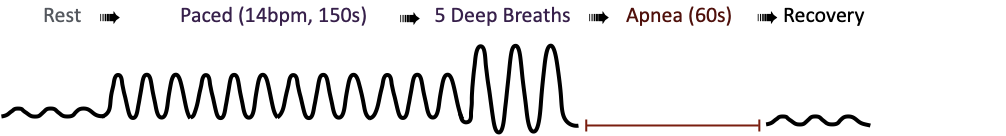 Rest Paced (14bpm, 150s) 5 Deep Breaths Apnea (60s) Recovery